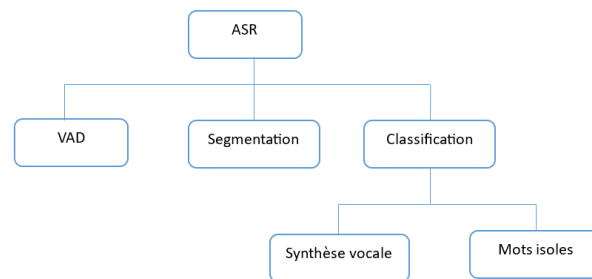 ASR
VAD
Segmentation
Classification
Synthèse vocale
Mots isoles